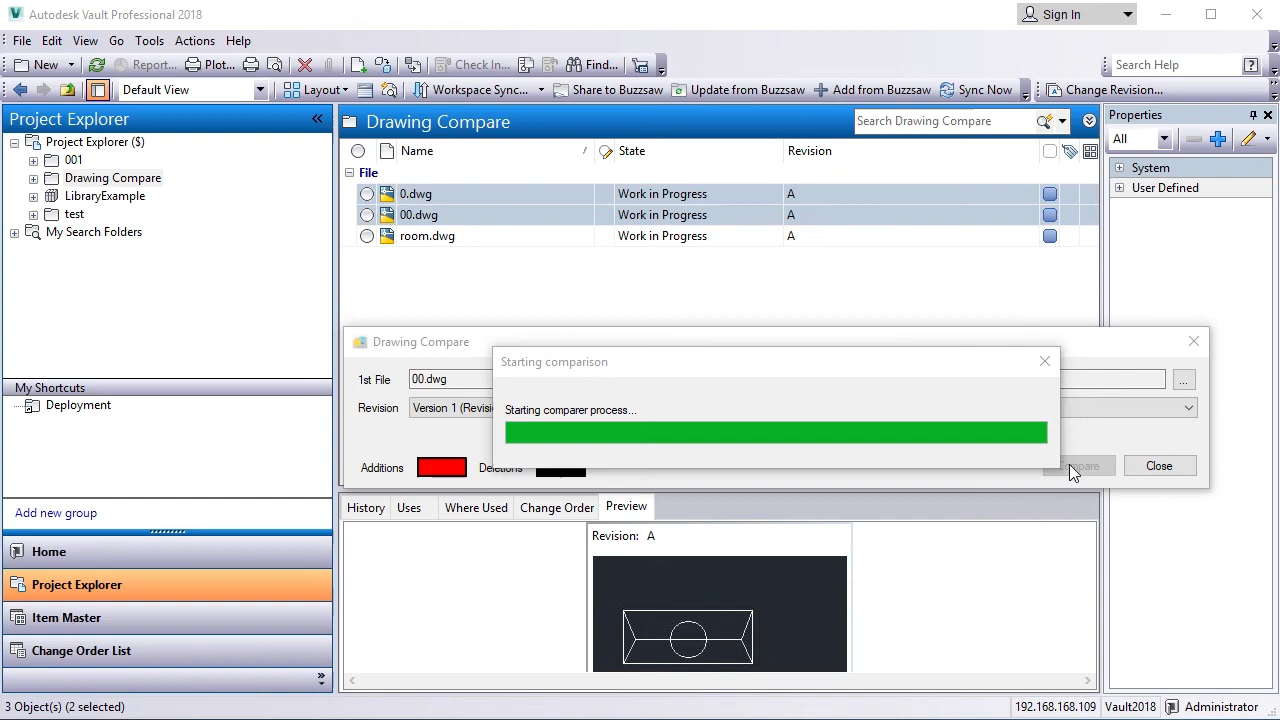 Autodesk Vault Professional 2018
Sign In
File Edit View Go Tools Actions Help
New Report... Plot... Check In... Find... Search Help
Default View Layout Workspace Sync... Share to Buzzsaw Update from Buzzsaw Add from Buzzsaw Sync Now Change Revision...
Project Explorer
Project Explorer ($)
001
Drawing Compare
LibraryExample
test
My Search Folders
My Shortcuts
Deployment
Add new group
Home
Project Explorer
Item Master
Change Order List
Drawing Compare
Search Drawing Compare
Name State Revision
File
0.dwg Work in Progress A
00.dwg Work in Progress A
room.dwg Work in Progress A
Drawing Compare
1st File 00.dwg ...
Revision Version 1 (Revisi
Additions Deletions Close
Starting comparison
Starting comparer process...
History Uses Where Used Change Order Preview
Revision: A
Properties
All
System
User Defined
3 Object(s) (2 selected)
192.168.168.109 Vault2018 Administrator